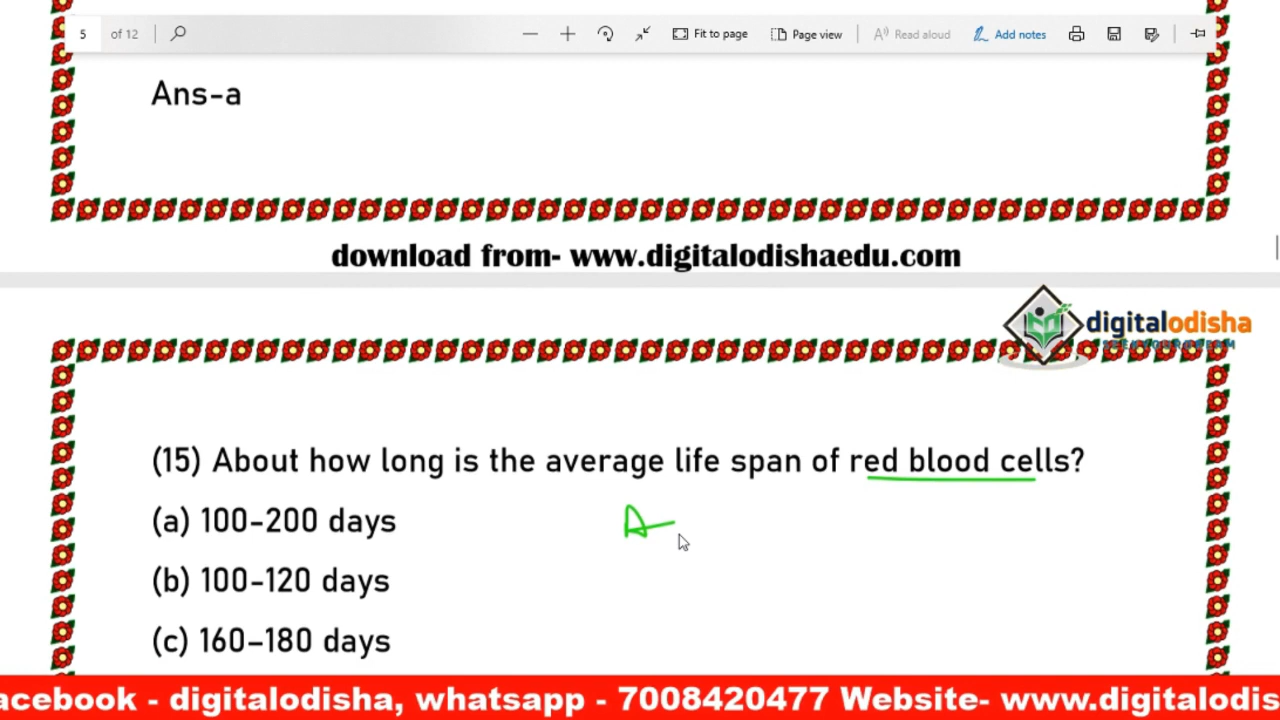 5 of 12 Fit to page Page view Read aloud Add notes
Ans-a
download from- www.digitalodishaedu.com
digitalodisha
(15) About how long is the average life span of red blood cells?
(a) 100-200 days
A
(b) 100-120 days
(c) 160-180 days
acebook - digitalodisha, whatsapp - 7008420477 Website- www.digitalodis